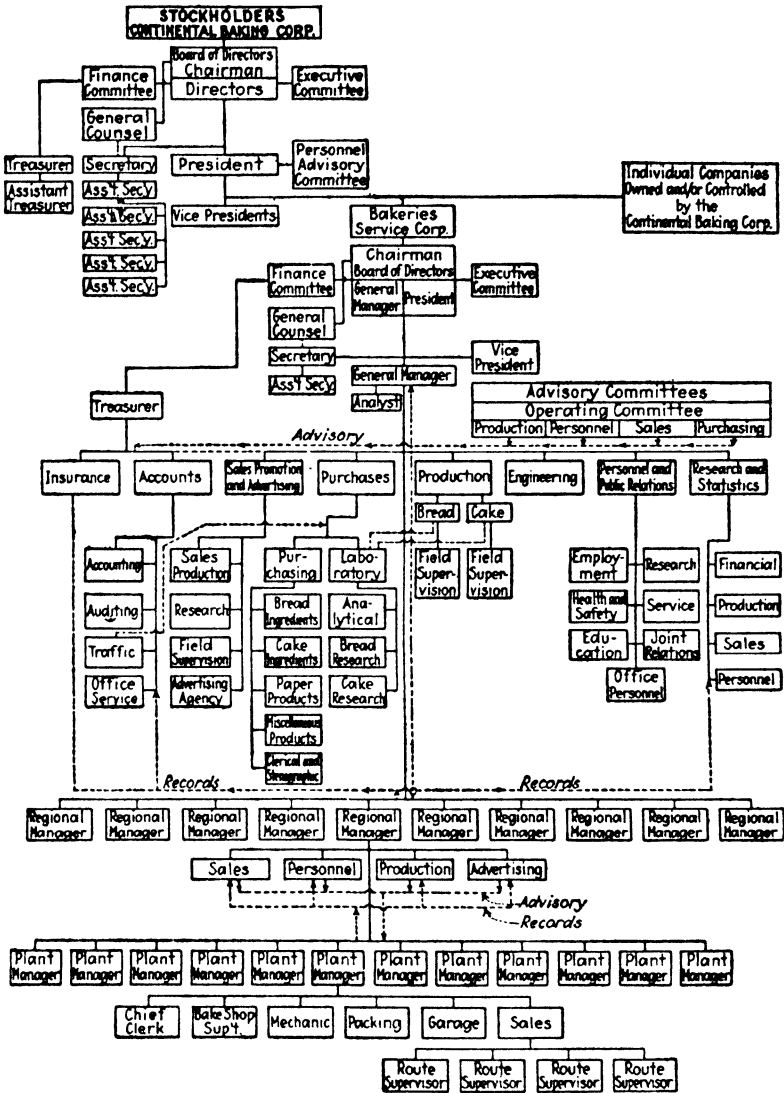 STOCKHOLDERS
CONTINENTAL BAKING CORP.
Board of Directors
Chairman
Directors
Finance
Committee
Executive
Committee
General
Counsel
Treasurer
Assistant
Treasurer
Secretary
Ass't. Sec'y.
Ass't. Sec'y.
Ass't. Sec'y.
Ass't. Sec'y.
Ass't. Sec'y.
President
Personnel
Advisory
Committee
Vice Presidents
Individual Companies
Owned and/or Controlled
by the
Continental Baking Corp.
Bakeries
Service Corp.
Chairman
Board of Directors
General
Manager
President
Finance
Committee
Executive
Committee
General
Counsel
Secretary
Ass't Sec'y.
Vice
President
General Manager
Analyst
Treasurer
Advisory Committees
Operating Committee
Production
Personnel
Sales
Purchasing
Advisory
Insurance
Accounts
Sales Promotion
and Advertising
Purchases
Production
Engineering
Personnel and
Public Relations
Research and
Statistics
Bread
Cake
Field
Super-
vision
Field
Super-
vision
Accounting
Auditing
Traffic
Office
Service
Sales
Production
Research
Field
Supervision
Advertising
Agency
Pur-
chasing
Bread
Ingredients
Cake
Ingredients
Paper
Products
Miscellaneous
Products
Clerical and
Stenographic
Labo-
ratory
Ana-
lytical
Bread
Research
Cake
Research
Employ-
ment
Health and
Safety
Edu-
cation
Research
Service
Joint
Relations
Office
Personnel
Financial
Production
Sales
Personnel
Records
Records
Regional
Manager
Regional
Manager
Regional
Manager
Regional
Manager
Regional
Manager
Regional
Manager
Regional
Manager
Regional
Manager
Regional
Manager
Regional
Manager
Sales
Personnel
Production
Advertising
Advisory
Records
Plant
Manager
Plant
Manager
Plant
Manager
Plant
Manager
Plant
Manager
Plant
Manager
Plant
Manager
Plant
Manager
Plant
Manager
Plant
Manager
Plant
Manager
Plant
Manager
Chief
Clerk
Bake Shop
Sup't.
Mechanic
Packing
Garage
Sales
Route
Supervisor
Route
Supervisor
Route
Supervisor
Route
Supervisor